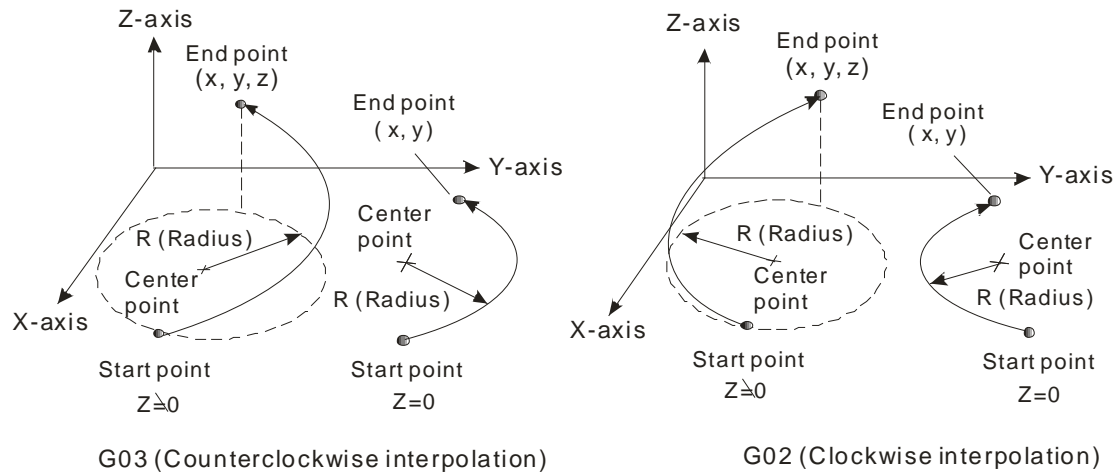 Z-axis
End point
(x, y, z)
End point
(x, y)
Y-axis
R (Radius)
Center
point
Center
point
R (Radius)
X-axis
Start point
Z≠0
Start point
Z=0
G03 (Counterclockwise interpolation)
Z-axis
End point
(x, y, z)
End point
(x, y)
Y-axis
R (Radius)
Center
point
Center
point
R (Radius)
X-axis
Start point
Z≠0
Start point
Z=0
G02 (Clockwise interpolation)